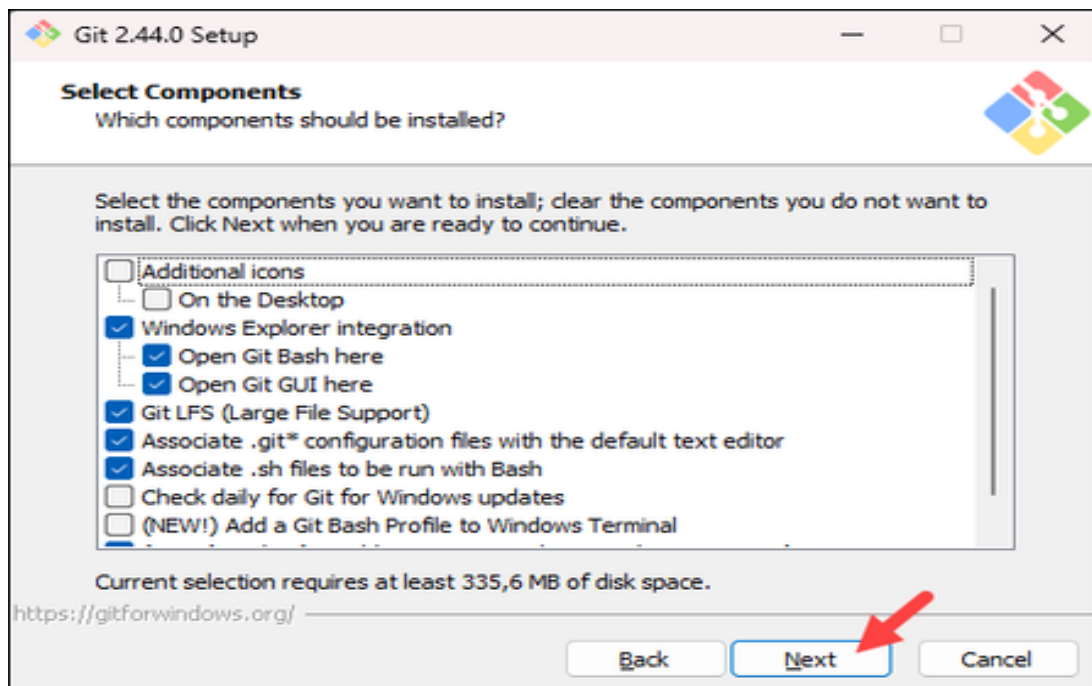 Git 2.44.0 Setup
Select Components
Which components should be installed?
Select the components you want to install; clear the components you do not want to
install. Click Next when you are ready to continue.
Additional icons
On the Desktop
Windows Explorer integration
Open Git Bash here
Open Git GUI here
Git LFS (Large File Support)
Associate .git* configuration files with the default text editor
Associate .sh files to be run with Bash
Check daily for Git for Windows updates
(NEW!) Add a Git Bash Profile to Windows Terminal
Current selection requires at least 335,6 MB of disk space.
https://gitforwindows.org/
Back Next Cancel